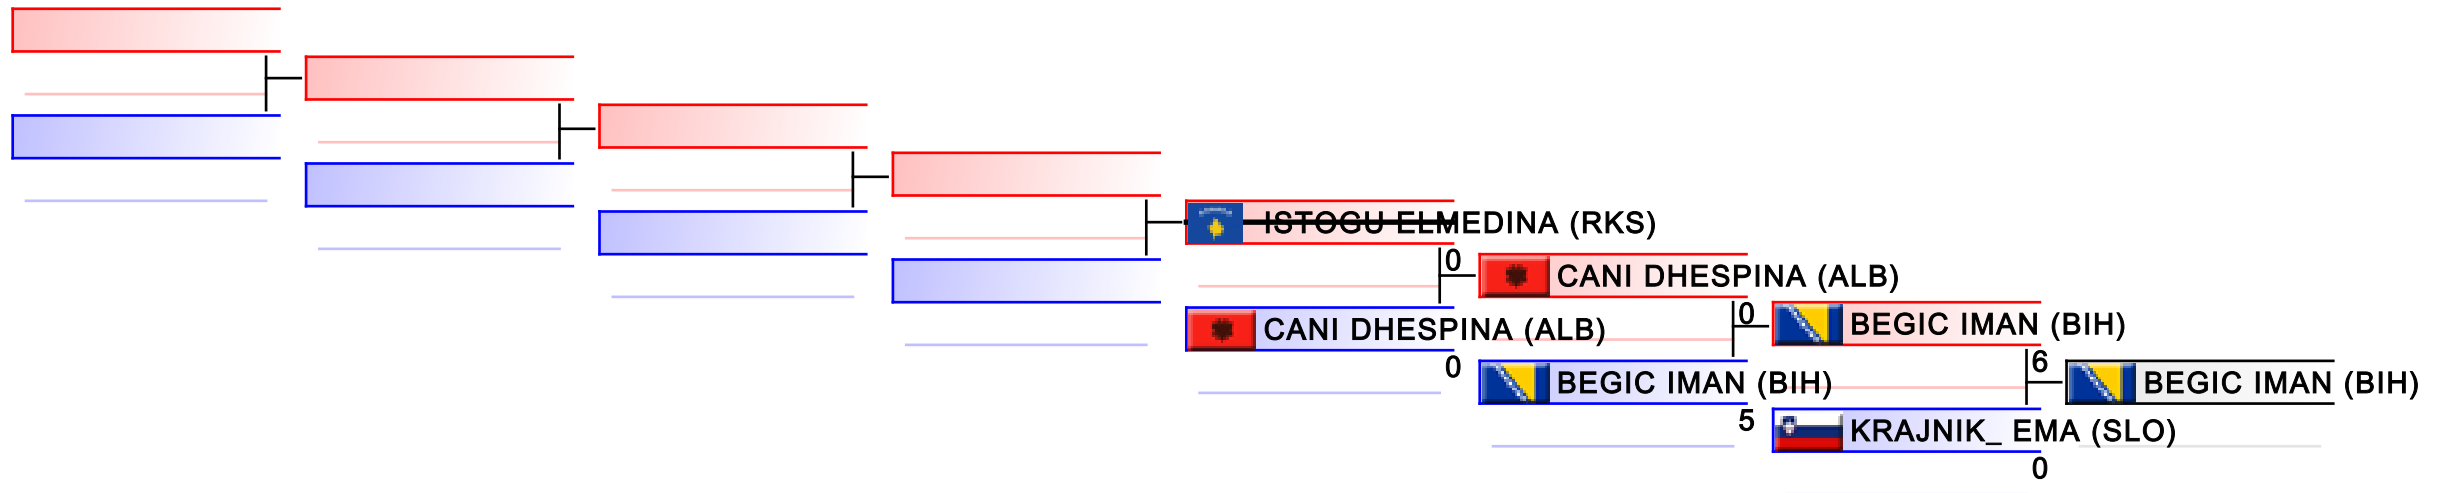 ISTOGU ELMEDINA (RKS)
0
CANI DHESPINA (ALB)
0
CANI DHESPINA (ALB)
0
BEGIC IMAN (BIH)
5
BEGIC IMAN (BIH)
6
KRAJNIK_ EMA (SLO)
0
BEGIC IMAN (BIH)